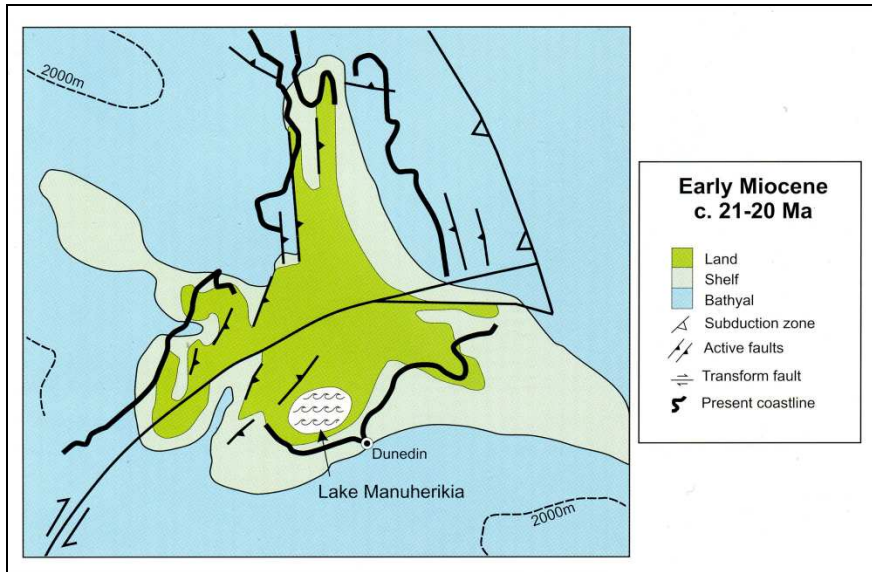 2000m
Early Miocene
c. 21-20 Ma
Land
Shelf
Bathyal
Subduction zone
Active faults
Transform fault
Present coastline
Dunedin
Lake Manuherikia
2000m